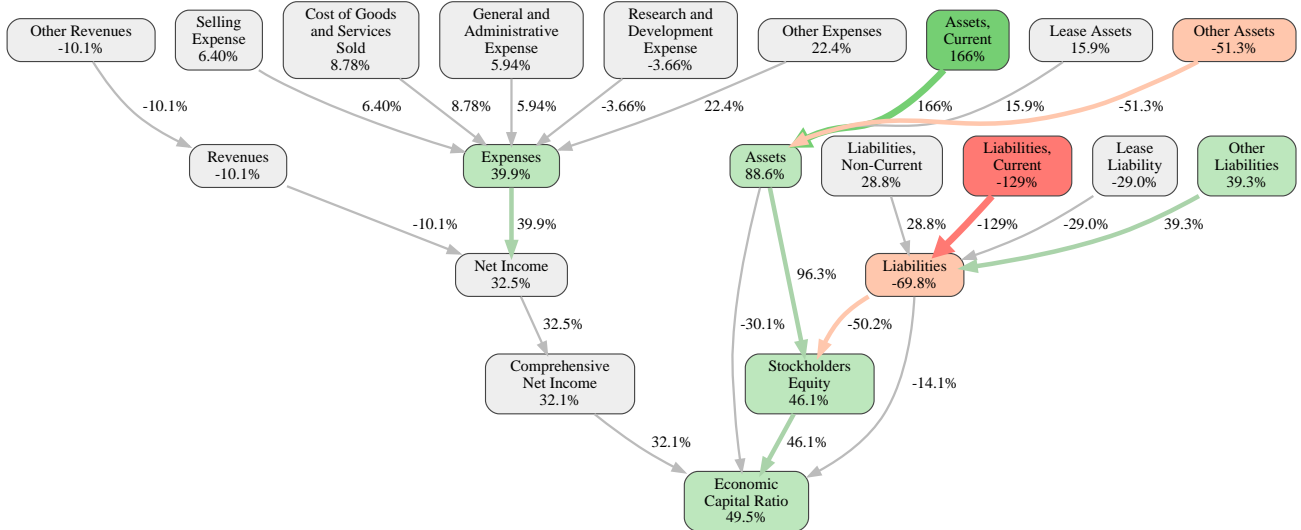 Other Revenues
-10.1%
Selling
Expense
6.40%
Cost of Goods
and Services
Sold
8.78%
General and
Administrative
Expense
5.94%
Research and
Development
Expense
-3.66%
Other Expenses
22.4%
Assets,
Current
166%
Lease Assets
15.9%
Other Assets
-51.3%
-10.1%
6.40%
8.78%
5.94%
-3.66%
22.4%
166%
15.9%
-51.3%
Revenues
-10.1%
Expenses
39.9%
Assets
88.6%
Liabilities,
Non-Current
28.8%
Liabilities,
Current
-129%
Lease
Liability
-29.0%
Other
Liabilities
39.3%
-10.1%
39.9%
96.3%
28.8%
-129%
-29.0%
39.3%
Net Income
32.5%
Liabilities
-69.8%
32.5%
-30.1%
-50.2%
-14.1%
Comprehensive
Net Income
32.1%
Stockholders
Equity
46.1%
32.1%
46.1%
Economic
Capital Ratio
49.5%